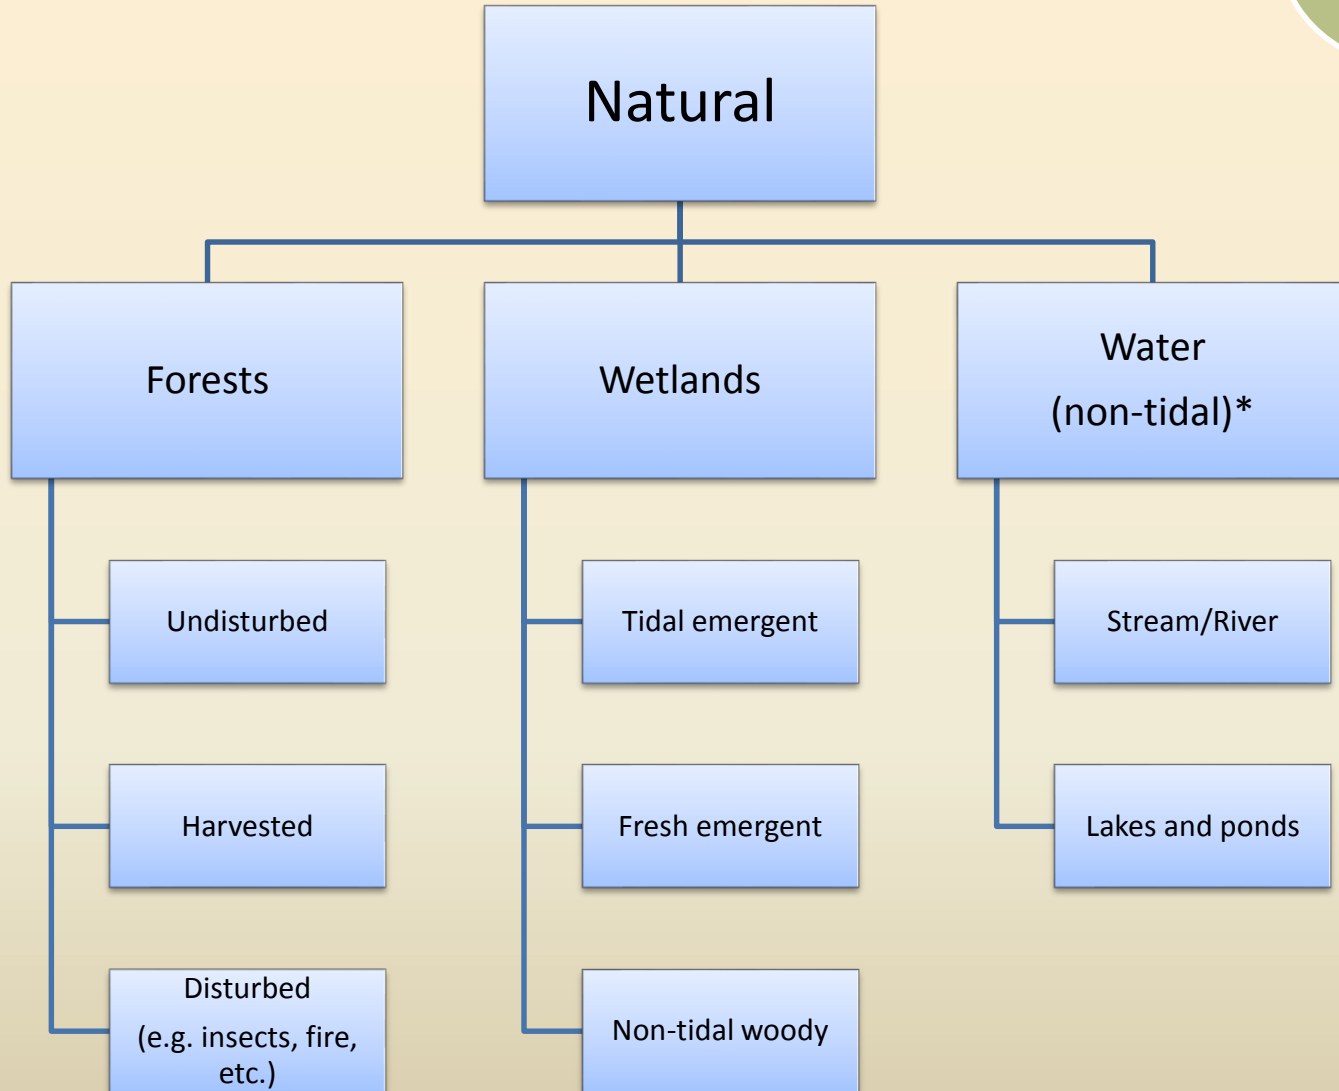 Natural
Forests
Undisturbed
Harvested
Disturbed
(e.g. insects, fire,
etc.)
Wetlands
Tidal emergent
Fresh emergent
Non-tidal woody
Water
(non-tidal)*
Stream/River
Lakes and ponds